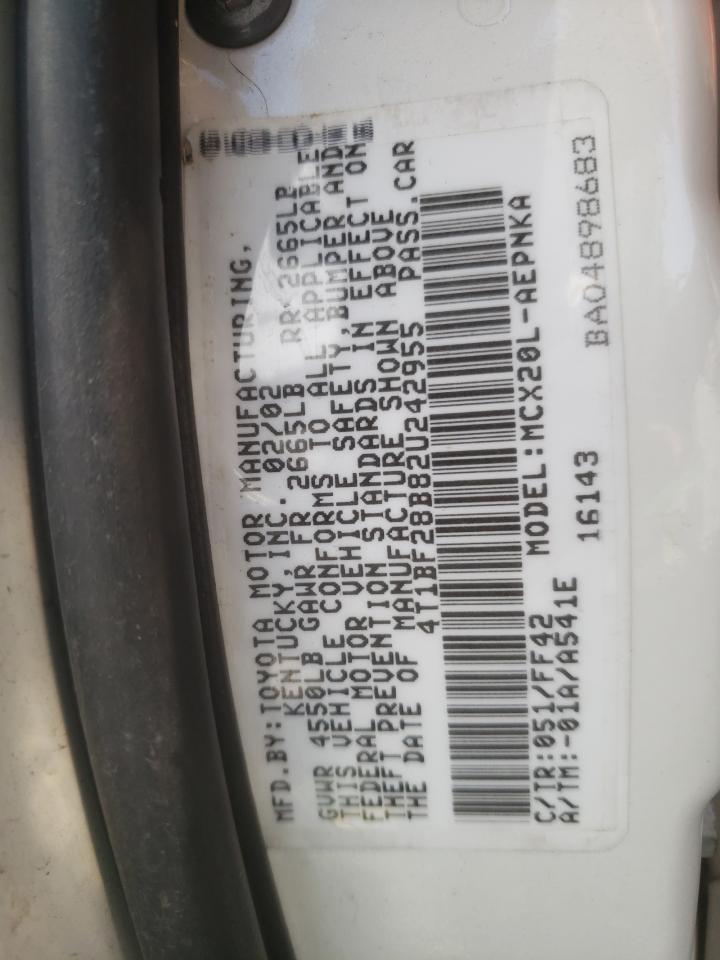 MFD.BY:TOYOTA MOTOR MANUFACTURING,
KENTUCKY,INC. 02/02
GVWR 4550LB GAWR FR 2665LB RR 2665LB
THIS VEHICLE CONFORMS TO ALL APPLICABLE
FEDERAL MOTOR VEHICLE SAFETY,BUMPER AND
THEFT PREVENTION STANDARDS IN EFFECT ON
THE DATE OF MANUFACTURE SHOWN ABOVE
4T1BF28B82U242955 PASS.CAR
MODEL:MCX20L-AEPNKA
C/TR:051/FF42
A/TM:-01A/A541E 16143 BA04898683